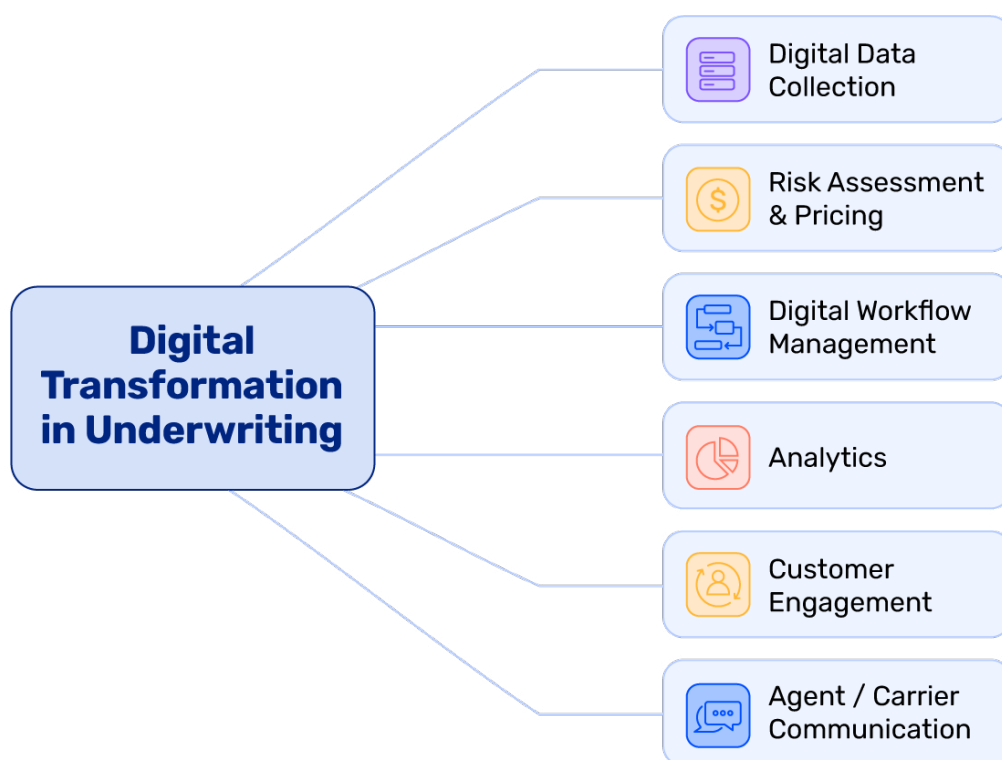 Digital
Transformation
in Underwriting
Digital Data
Collection
Risk Assessment
& Pricing
Digital Workflow
Management
Analytics
Customer
Engagement
Agent / Carrier
Communication